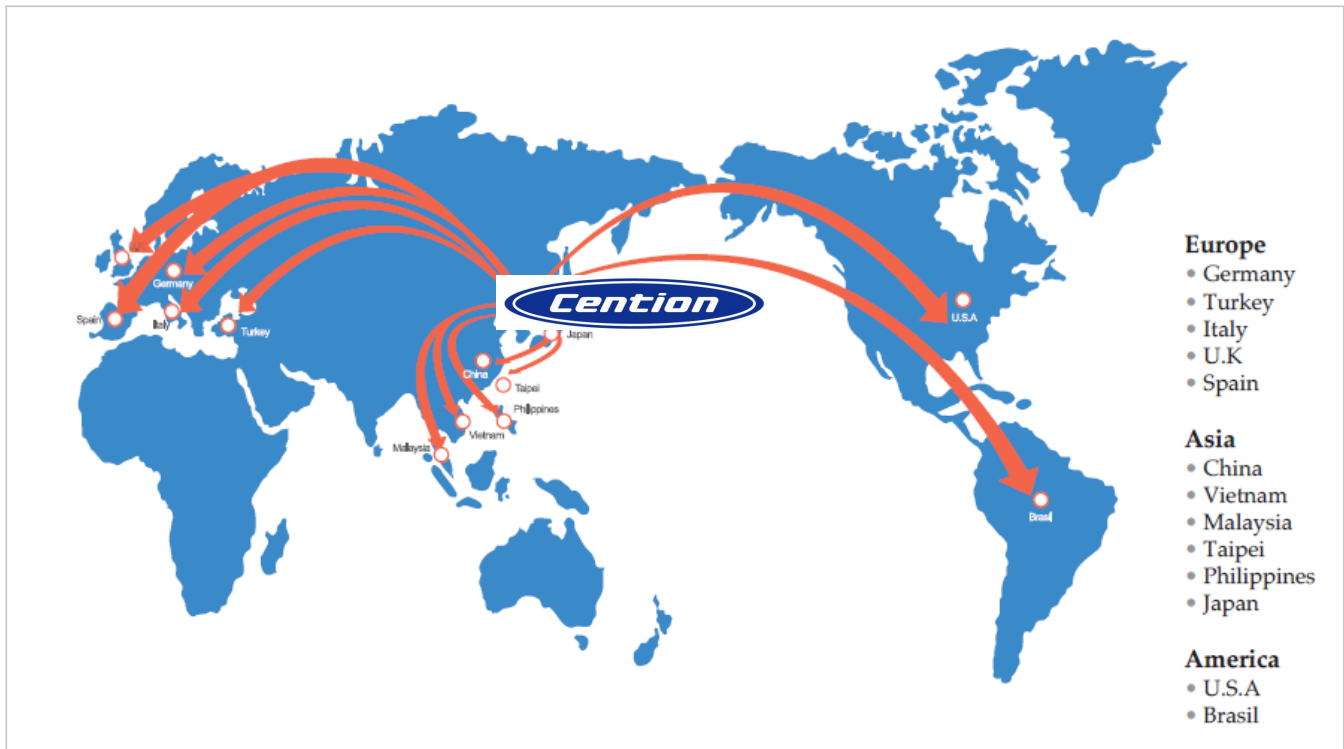 Germany
Spain
Italy
Turkey
Cention
Japan
China
Taipei
Philippines
Vietnam
Malaysia
U.S.A
Brasil
Europe
• Germany
• Turkey
• Italy
• U.K
• Spain
Asia
• China
• Vietnam
• Malaysia
• Taipei
• Philippines
• Japan
America
• U.S.A
• Brasil